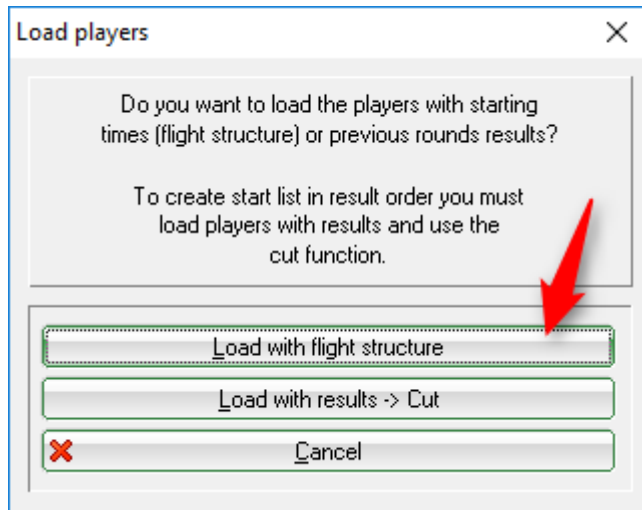 Load players
Do you want to load the players with starting
times (flight structure) or previous rounds results?
To create start list in result order you must
load players with results and use the
cut function.
Load with flight structure
Load with results -> Cut
Cancel